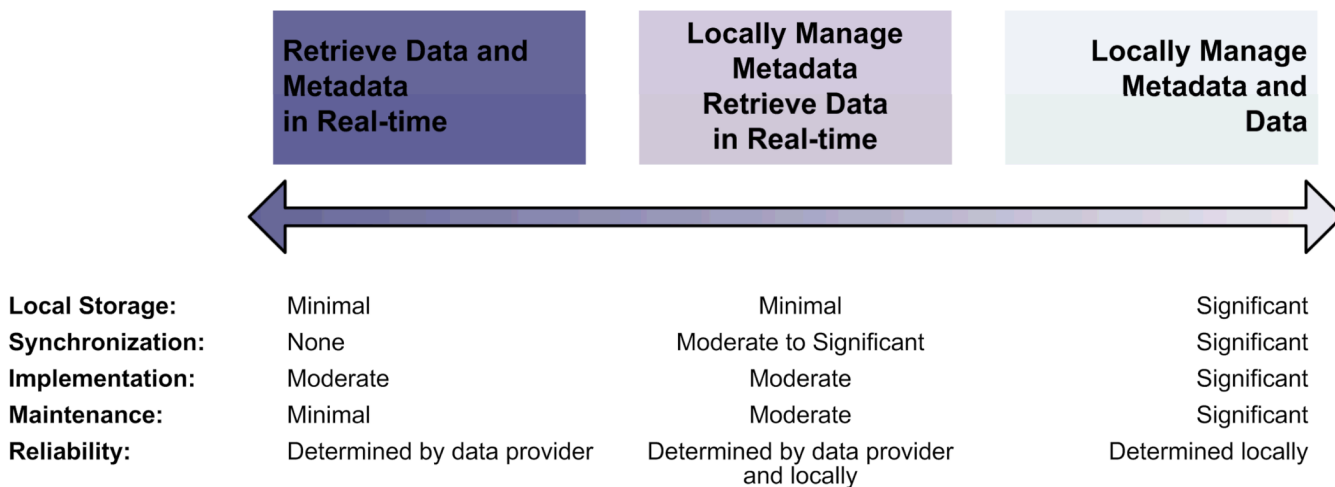 Retrieve Data and
Metadata
in Real-time
Locally Manage
Metadata
Retrieve Data
in Real-time
Locally Manage
Metadata and
Data
Local Storage: Minimal Minimal Significant
Synchronization: None Moderate to Significant Significant
Implementation: Moderate Moderate Significant
Maintenance: Minimal Moderate Significant
Reliability: Determined by data provider Determined by data provider Determined locally
and locally